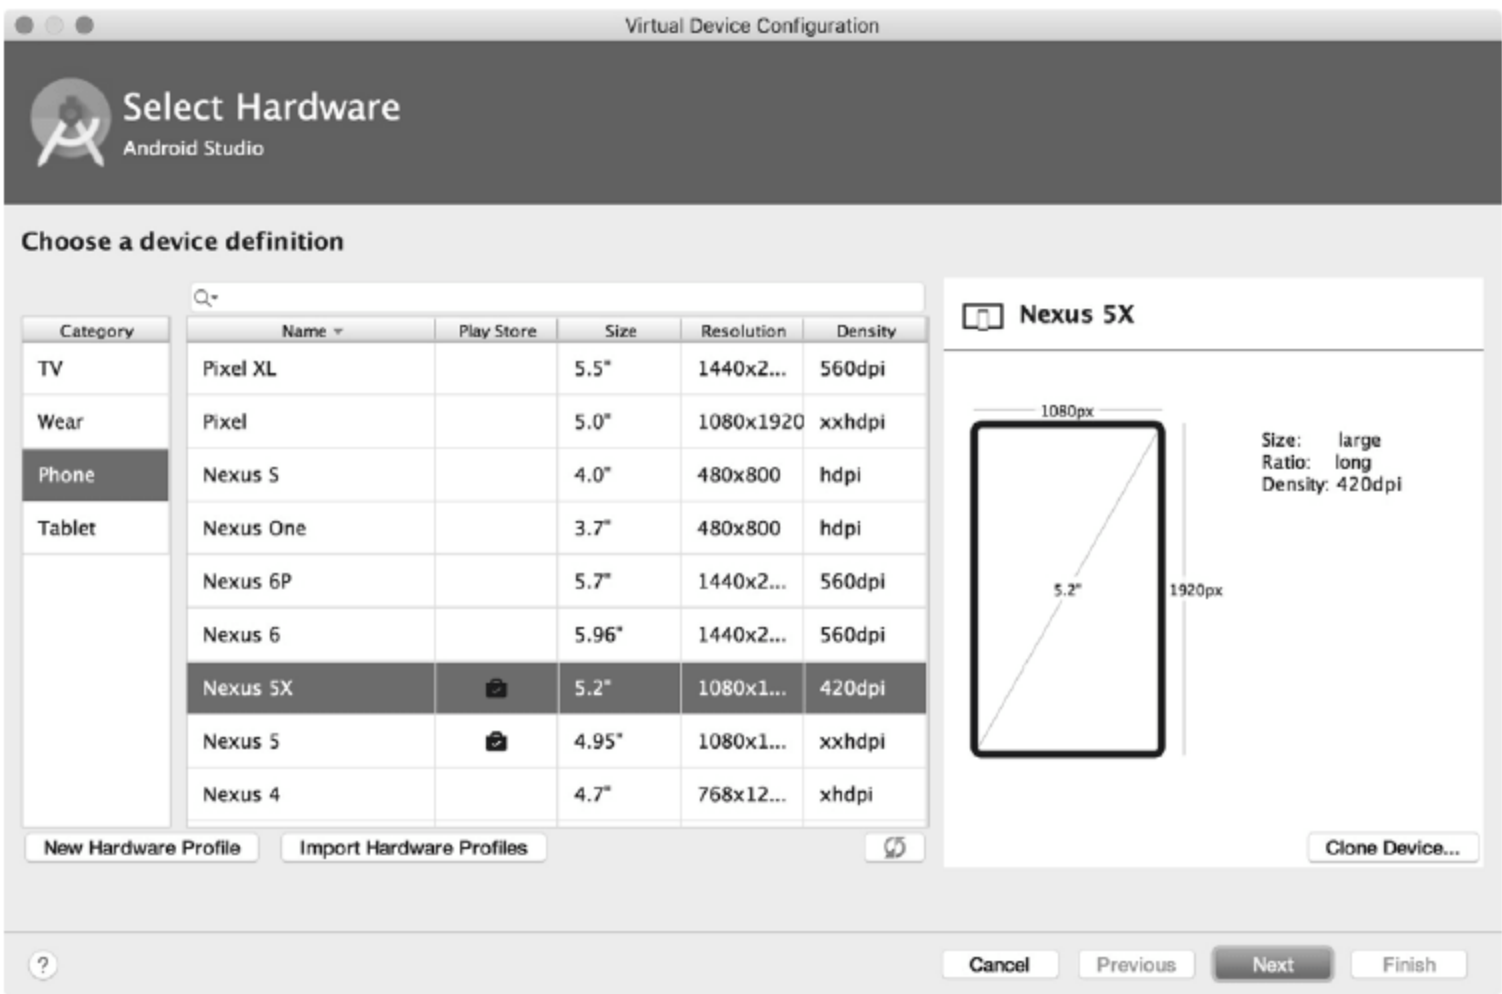 Virtual Device Configuration
Select Hardware
Android Studio
Choose a device definition
Category Name Play Store Size Resolution Density
TV
Wear
Phone
Tablet
Pixel XL 5.5" 1440x2... 560dpi
Pixel 5.0" 1080x1920 xxhdpi
Nexus S 4.0" 480x800 hdpi
Nexus One 3.7" 480x800 hdpi
Nexus 6P 5.7" 1440x2... 560dpi
Nexus 6 5.96" 1440x2... 560dpi
Nexus 5X 5.2" 1080x1... 420dpi
Nexus 5 4.95" 1080x1... xxhdpi
Nexus 4 4.7" 768x12... xhdpi
New Hardware Profile Import Hardware Profiles
Nexus 5X
1080px
Size: large
Ratio: long
Density: 420dpi
5.2" 1920px
Clone Device...
? Cancel Previous Next Finish